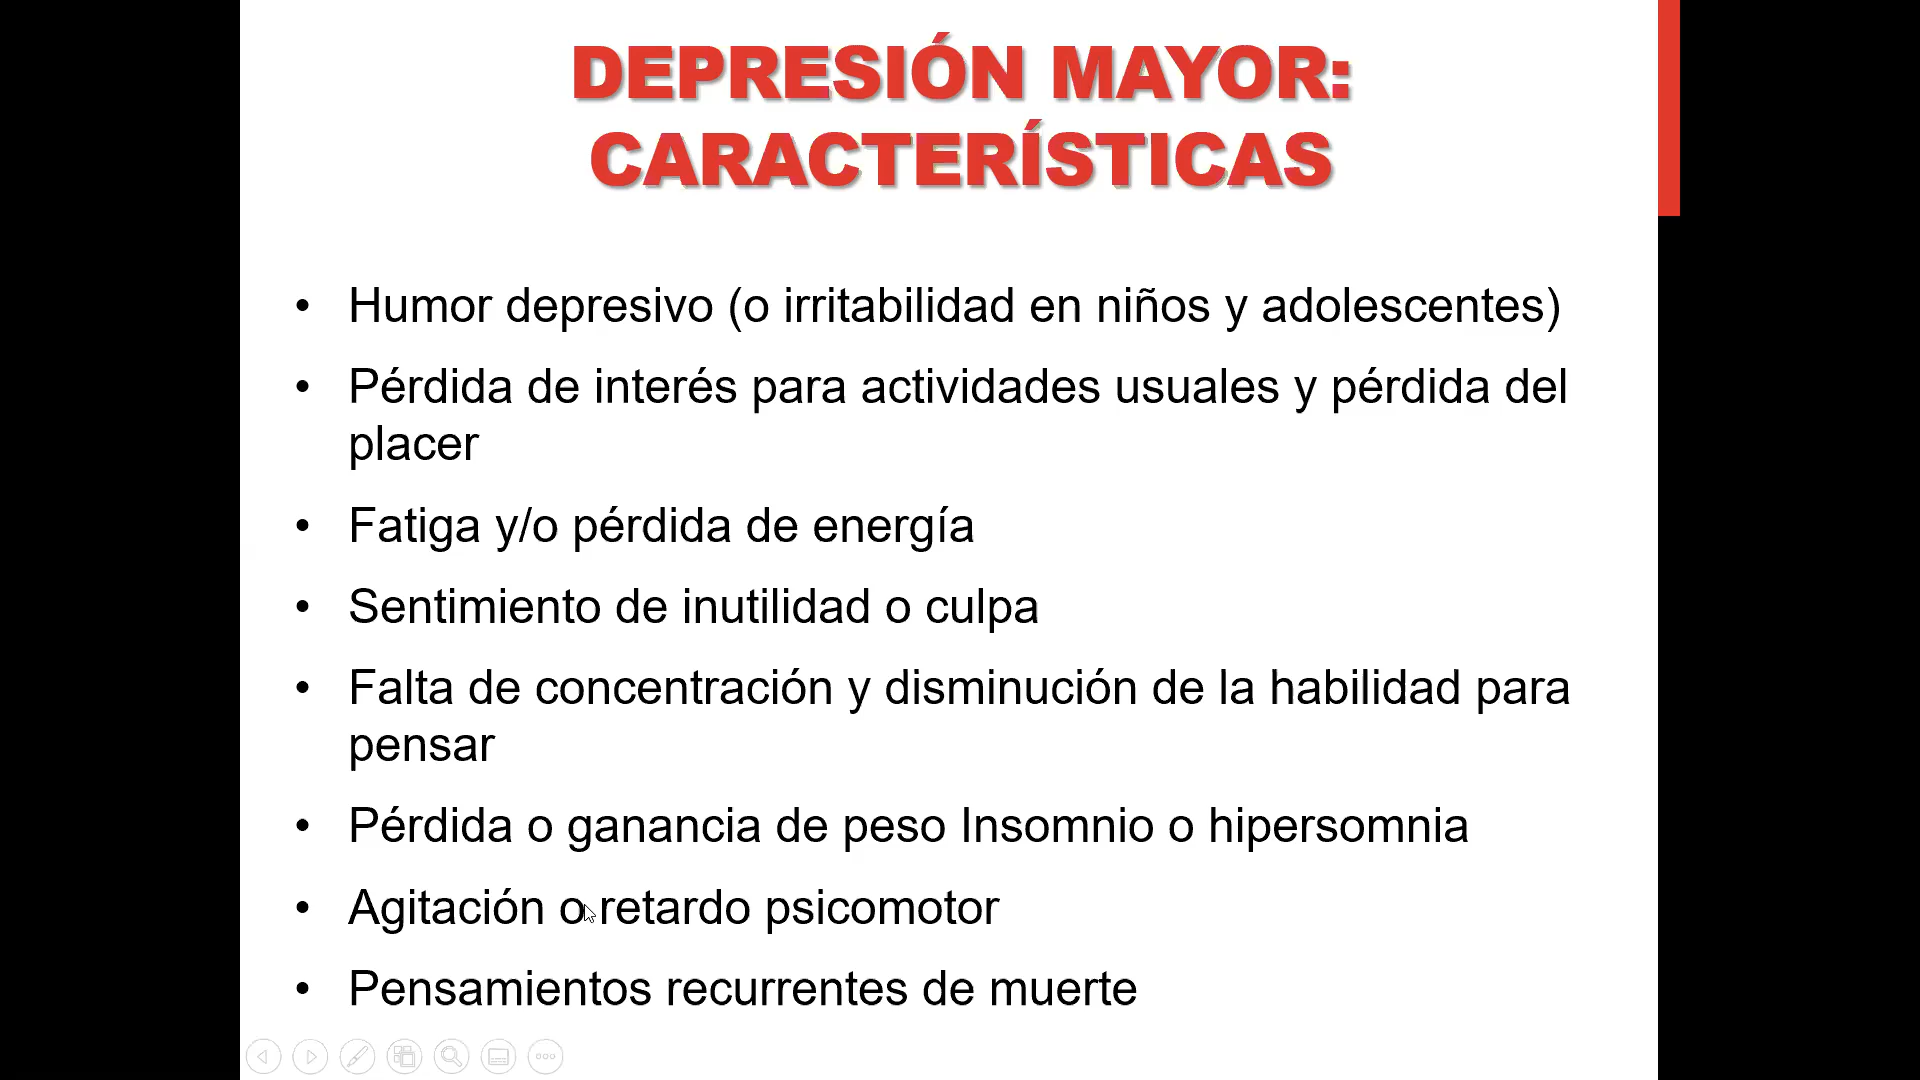 DEPRESIÓN MAYOR:
CARACTERÍSTICAS
• Humor depresivo (o irritabilidad en niños y adolescentes)
• Pérdida de interés para actividades usuales y pérdida del
placer
• Fatiga y/o pérdida de energía
• Sentimiento de inutilidad o culpa
• Falta de concentración y disminución de la habilidad para
pensar
• Pérdida o ganancia de peso Insomnio o hipersomnia
• Agitación o retardo psicomotor
• Pensamientos recurrentes de muerte